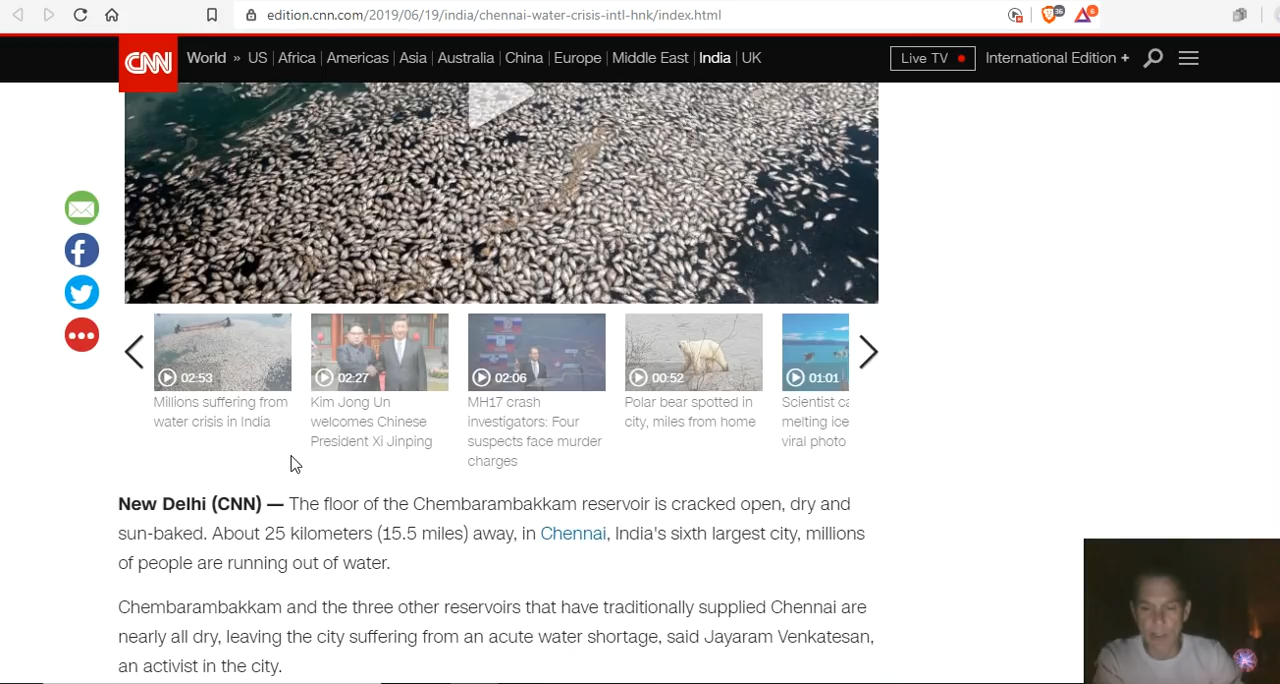 edition.cnn.com/2019/06/19/india/chennai-water-crisis-intl-hnk/index.html
36
6
CNN
World » US Africa Americas Asia Australia China Europe Middle East India UK
Live TV
International Edition +
02:53
02:27
02:06
00:52
01:01
Millions suffering from
water crisis in India
Kim Jong Un
welcomes Chinese
President Xi Jinping
MH17 crash
investigators: Four
suspects face murder
charges
Polar bear spotted in
city, miles from home
Scientist ca
melting ice
viral photo
New Delhi (CNN) — The floor of the Chembarambakkam reservoir is cracked open, dry and
sun-baked. About 25 kilometers (15.5 miles) away, in Chennai, India's sixth largest city, millions
of people are running out of water.
Chembarambakkam and the three other reservoirs that have traditionally supplied Chennai are
nearly all dry, leaving the city suffering from an acute water shortage, said Jayaram Venkatesan,
an activist in the city.